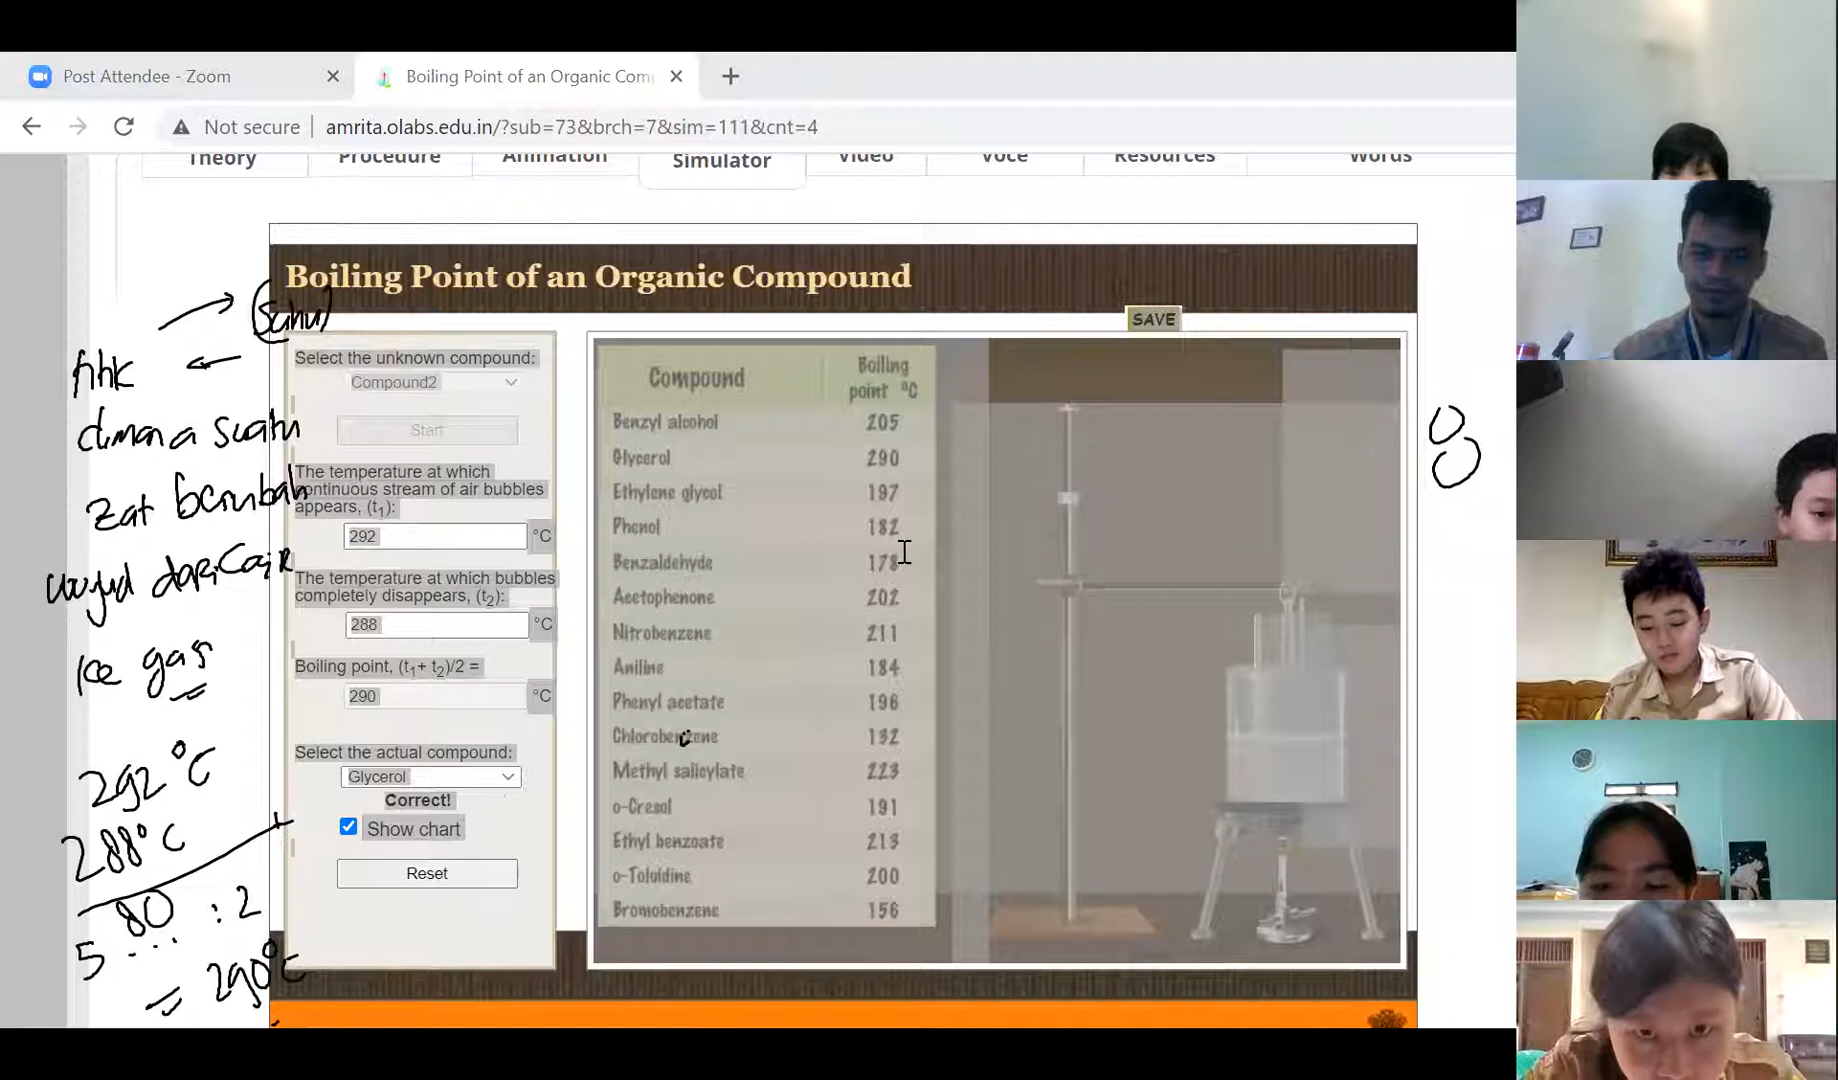 Post Attendee - Zoom
Boiling Point of an Organic Com
Not secure
amrita.olabs.edu.in/?sub=73&brch=7&sim=111&cnt=4
Theory Procedure Animation Simulator Video Resources Words
Boiling Point of an Organic Compound
SAVE
Select the unknown compound:
Compound2
Start
The temperature at which
continuous stream of air bubbles
appears, (t1):
292 °C
The temperature at which bubbles
completely disappears, (t2):
288 °C
Boiling point, (t1+ t2)/2 =
290 °C
Select the actual compound:
Glycerol
Correct!
Show chart
Reset
Compound Boiling point °C
Benzyl alcohol 205
Glycerol 290
Ethylene glycol 197
Phenol 182
Benzaldehyde 178
Acetophenone 202
Nitrobenzene 211
Aniline 184
Phenyl acetate 196
Chlorobenzene 132
Methyl salicylate 223
o-Cresol 191
Ethyl benzoate 213
o-Toluidine 200
Bromobenzene 156
(Suhu)
dimana suatu
zat berubah
wujud dari Cair
ke gas
292 °C
288°C
580 : 2
= 290°C